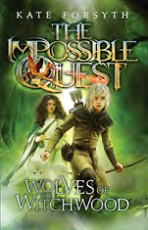 KATE FORSYTH
THE
IMPOSSIBLE
QUEST
WOLVES OF
WITCHWOOD